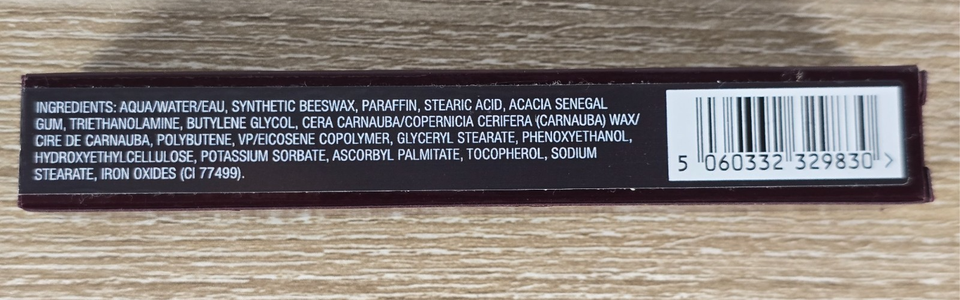 INGREDIENTS: AQUA/WATER/EAU, SYNTHETIC BEESWAX, PARAFFIN, STEARIC ACID, ACACIA SENEGAL
GUM, TRIETHANOLAMINE, BUTYLENE GLYCOL, CERA CARNAUBA/COPERNICIA CERIFERA (CARNAUBA) WAX/
CIRE DE CARNAUBA, POLYBUTENE, VP/EICOSENE COPOLYMER, GLYCERYL STEARATE, PHENOXYETHANOL,
HYDROXYETHYLCELLULOSE, POTASSIUM SORBATE, ASCORBYL PALMITATE, TOCOPHEROL, SODIUM
STEARATE, IRON OXIDES (CI 77499).
5 060332 329830 >